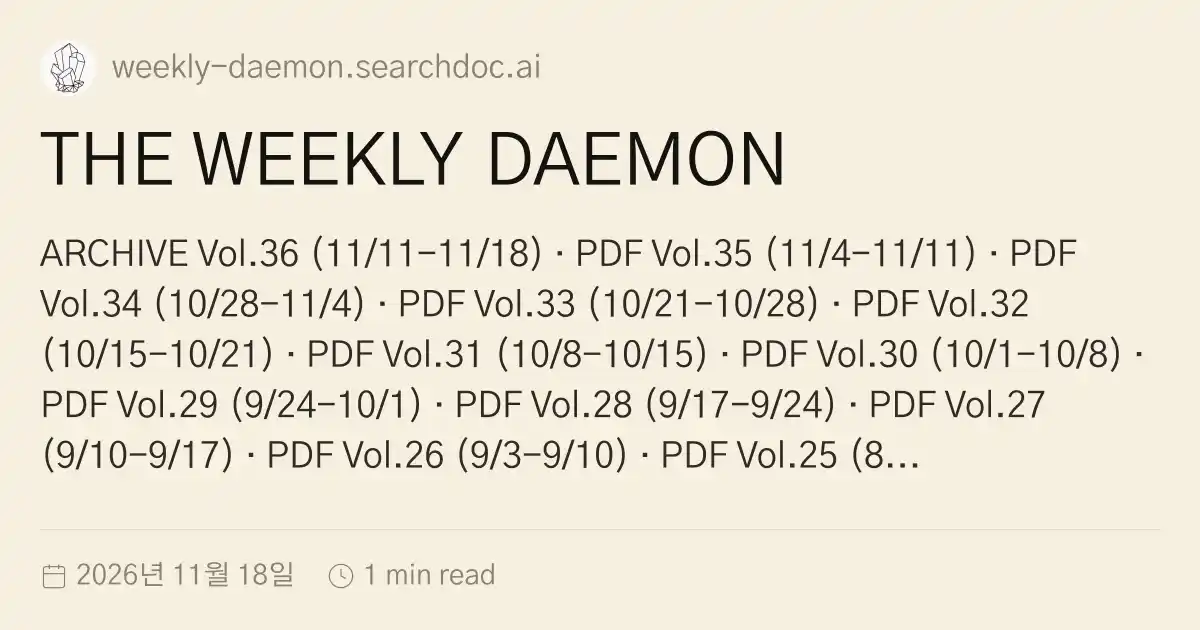 weekly-daemon.searchdoc.ai
THE WEEKLY DAEMON
ARCHIVE Vol.36 (11/11–11/18) · PDF Vol.35 (11/4–11/11) · PDF
Vol.34 (10/28–11/4) · PDF Vol.33 (10/21–10/28) · PDF Vol.32
(10/15–10/21) · PDF Vol.31 (10/8–10/15) · PDF Vol.30 (10/1–10/8) ·
PDF Vol.29 (9/24–10/1) · PDF Vol.28 (9/17–9/24) · PDF Vol.27
(9/10–9/17) · PDF Vol.26 (9/3–9/10) · PDF Vol.25 (8...
2026년 11월 18일 1 min read